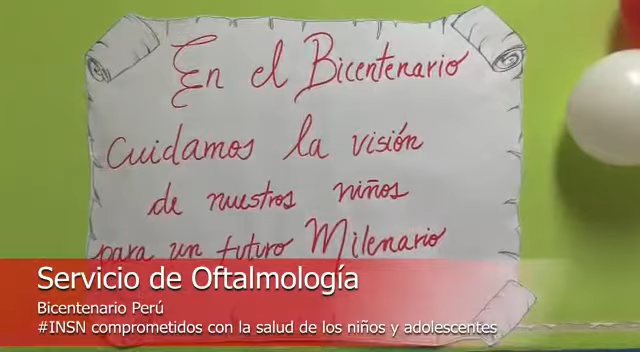 En el Bicentenario
Cuidamos la visión
de nuestros niños
para un futuro Milenario
Servicio de Oftalmología
Bicentenario Perú
#INSN comprometidos con la salud de los niños y adolescentes